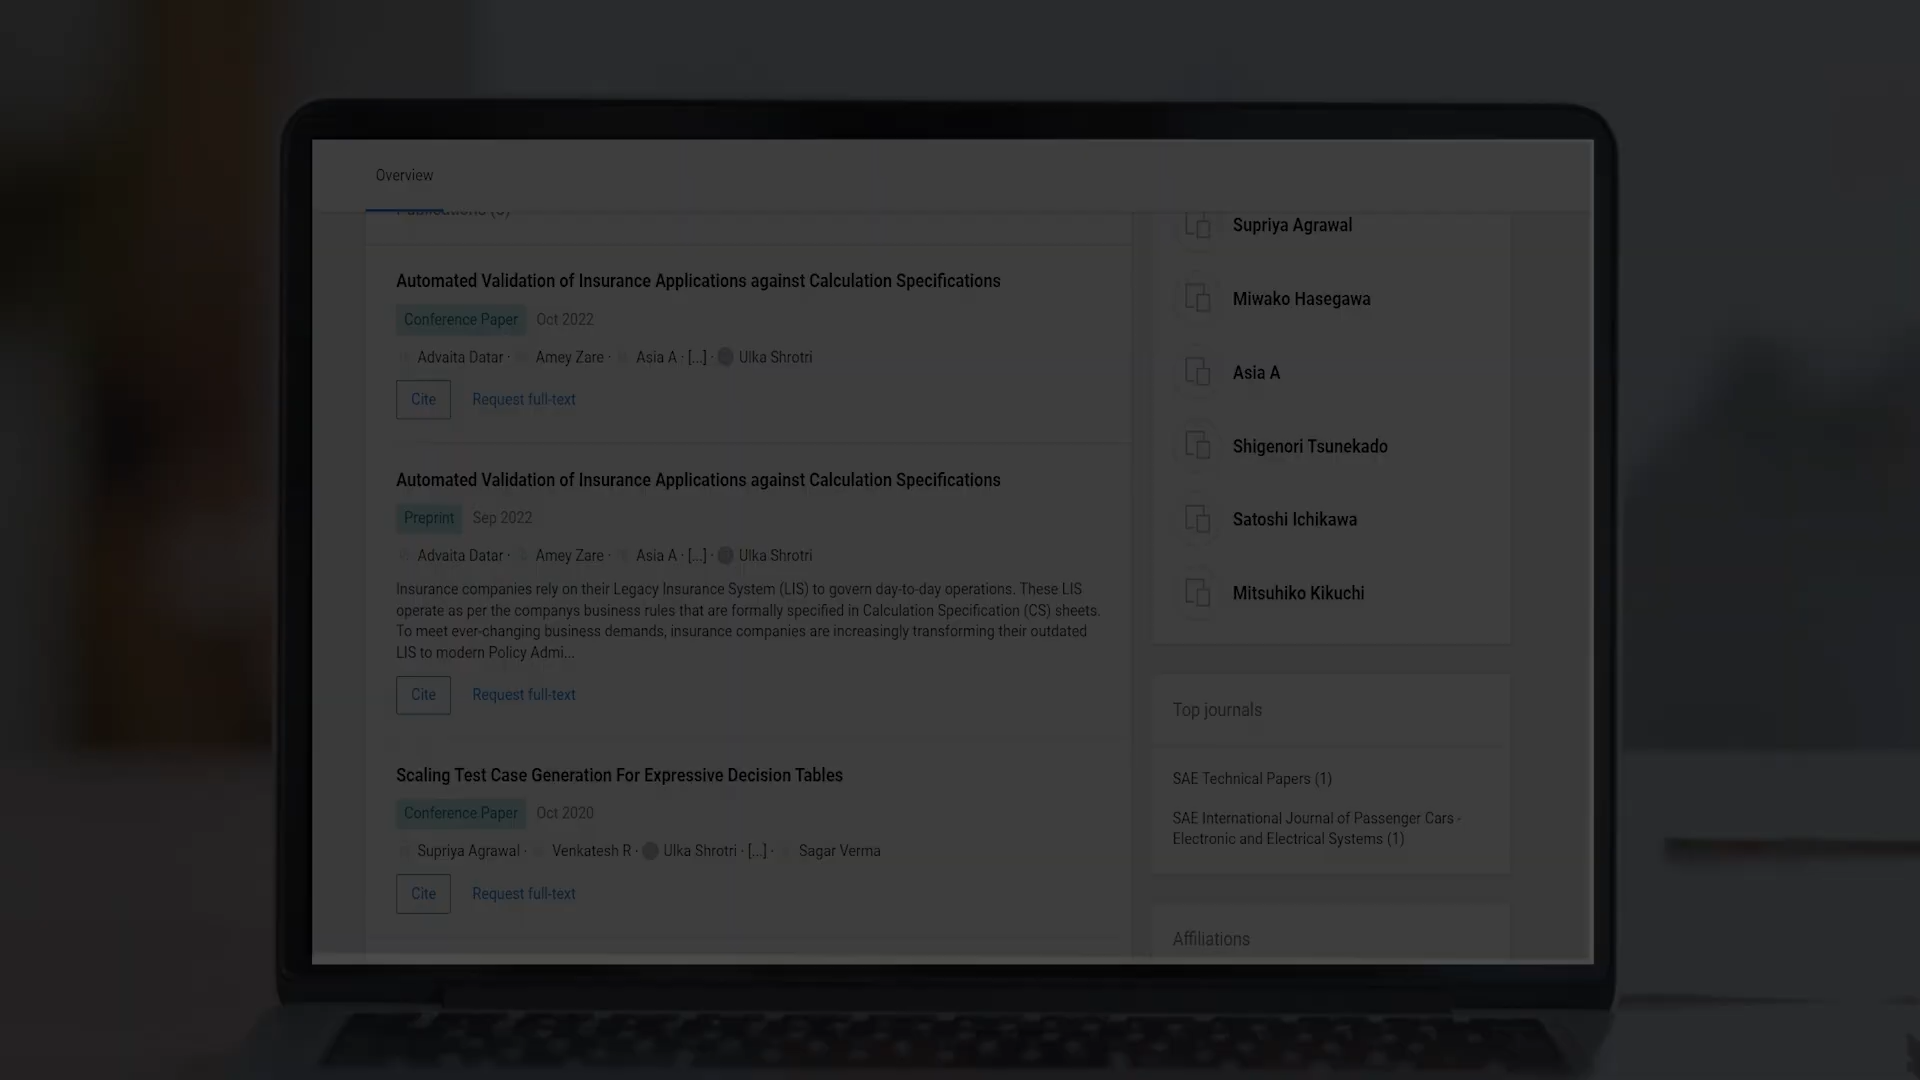 Overview
Publications
Automated Validation of Insurance Applications against Calculation Specifications
Conference Paper Oct 2022
Advaita Datar · Amey Zare · Asia A · [...] · Ulka Shrotri
Cite Request full-text
Automated Validation of Insurance Applications against Calculation Specifications
Preprint Sep 2022
Advaita Datar · Amey Zare · Asia A · [...] · Ulka Shrotri
Insurance companies rely on their Legacy Insurance System (LIS) to govern day-to-day operations. These LIS
operate as per the companys business rules that are formally specified in Calculation Specification (CS) sheets.
To meet ever-changing business demands, insurance companies are increasingly transforming their outdated
LIS to modern Policy Admi...
Cite Request full-text
Scaling Test Case Generation For Expressive Decision Tables
Conference Paper Oct 2020
Supriya Agrawal · Venkatesh R · Ulka Shrotri · [...] · Sagar Verma
Cite Request full-text
Supriya Agrawal
Miwako Hasegawa
Asia A
Shigenori Tsunekado
Satoshi Ichikawa
Mitsuhiko Kikuchi
Top journals
SAE Technical Papers (1)
SAE International Journal of Passenger Cars -
Electronic and Electrical Systems (1)
Affiliations